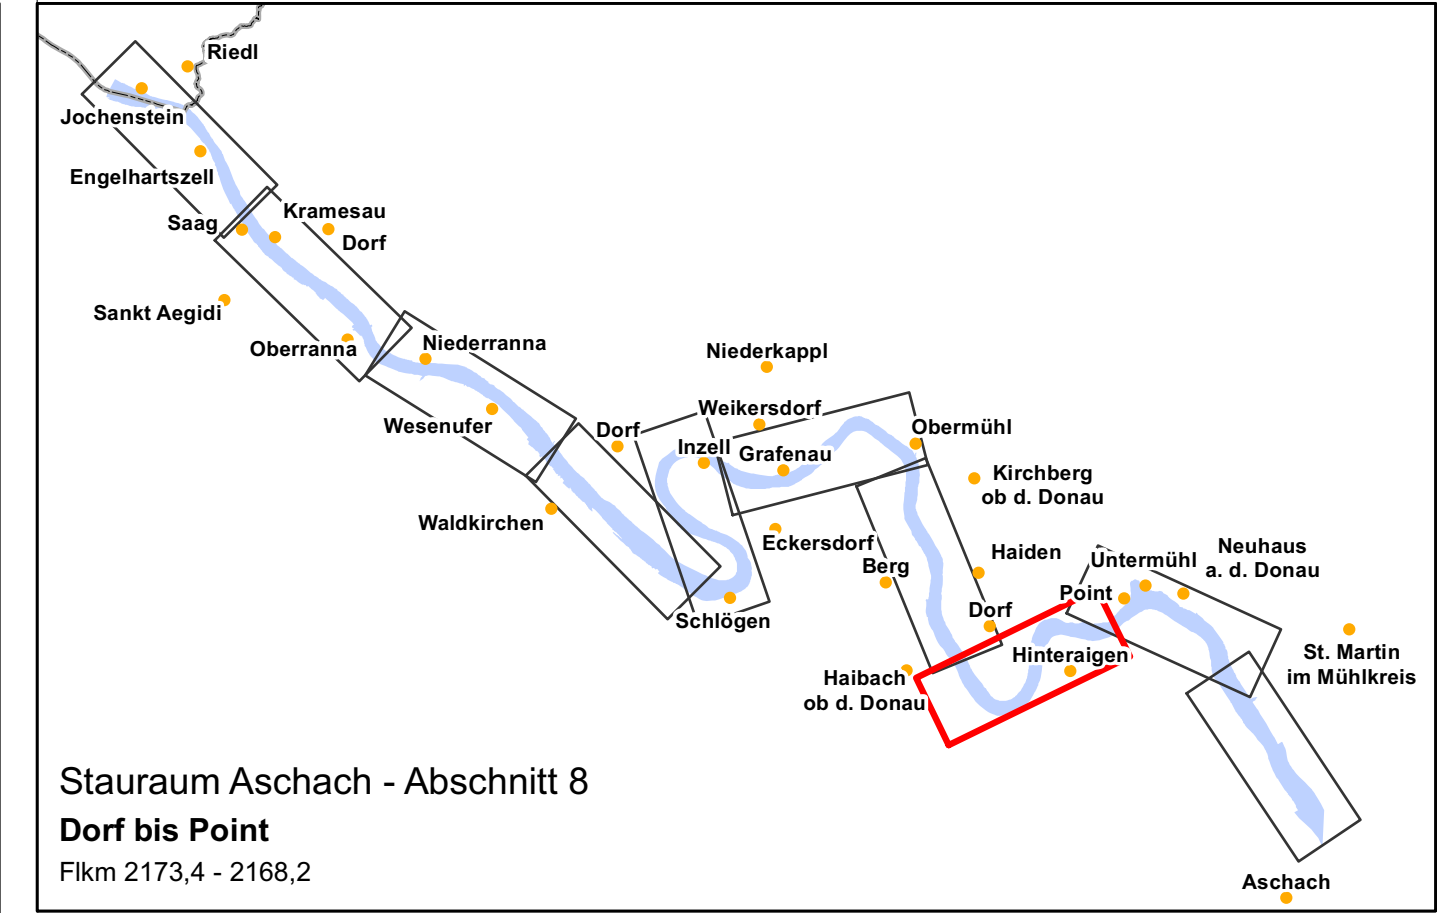 Riedl
Jochenstein
Engelhartszell
Kramesau
Saag
Dorf
Sankt Aegidi
Oberranna
Niederranna
Niederkappl
Wesenufer
Weikersdorf
Dorf
Obermühl
Inzell
Grafenau
Kirchberg
ob d. Donau
Waldkirchen
Eckersdorf
Haiden
Neuhaus
a. d. Donau
Untermühl
Berg
Point
Dorf
Schlögen
Hinteraigen
St. Martin
im Mühlkreis
Haibach
ob d. Donau
Stauraum Aschach - Abschnitt 8
Dorf bis Point
Flkm 2173,4 - 2168,2
Aschach